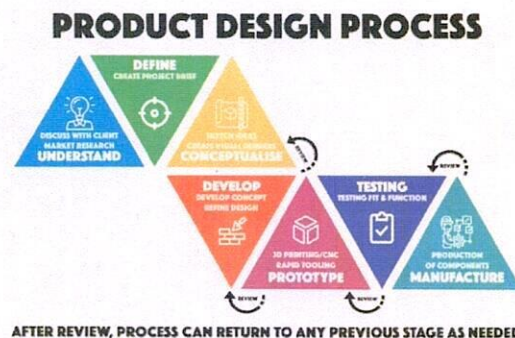 PRODUCT DESIGN PROCESS
DISCUSS WITH CLIENT
MARKET RESEARCH
UNDERSTAND
DEFINE
CREATE PROJECT BRIEF
SKETCH IDEAS
CREATE VISUAL DESIGNS
CONCEPTUALISE
REVIEW
DEVELOP
DEVELOP CONCEPT
REFINE DESIGN
REVIEW
3D PRINTING/CNC
RAPID TOOLING
PROTOTYPE
TESTING
TESTING FIT & FUNCTION
REVIEW
REVIEW
PRODUCTION
OF COMPONENTS
MANUFACTURE
AFTER REVIEW, PROCESS CAN RETURN TO ANY PREVIOUS STAGE AS NEEDED